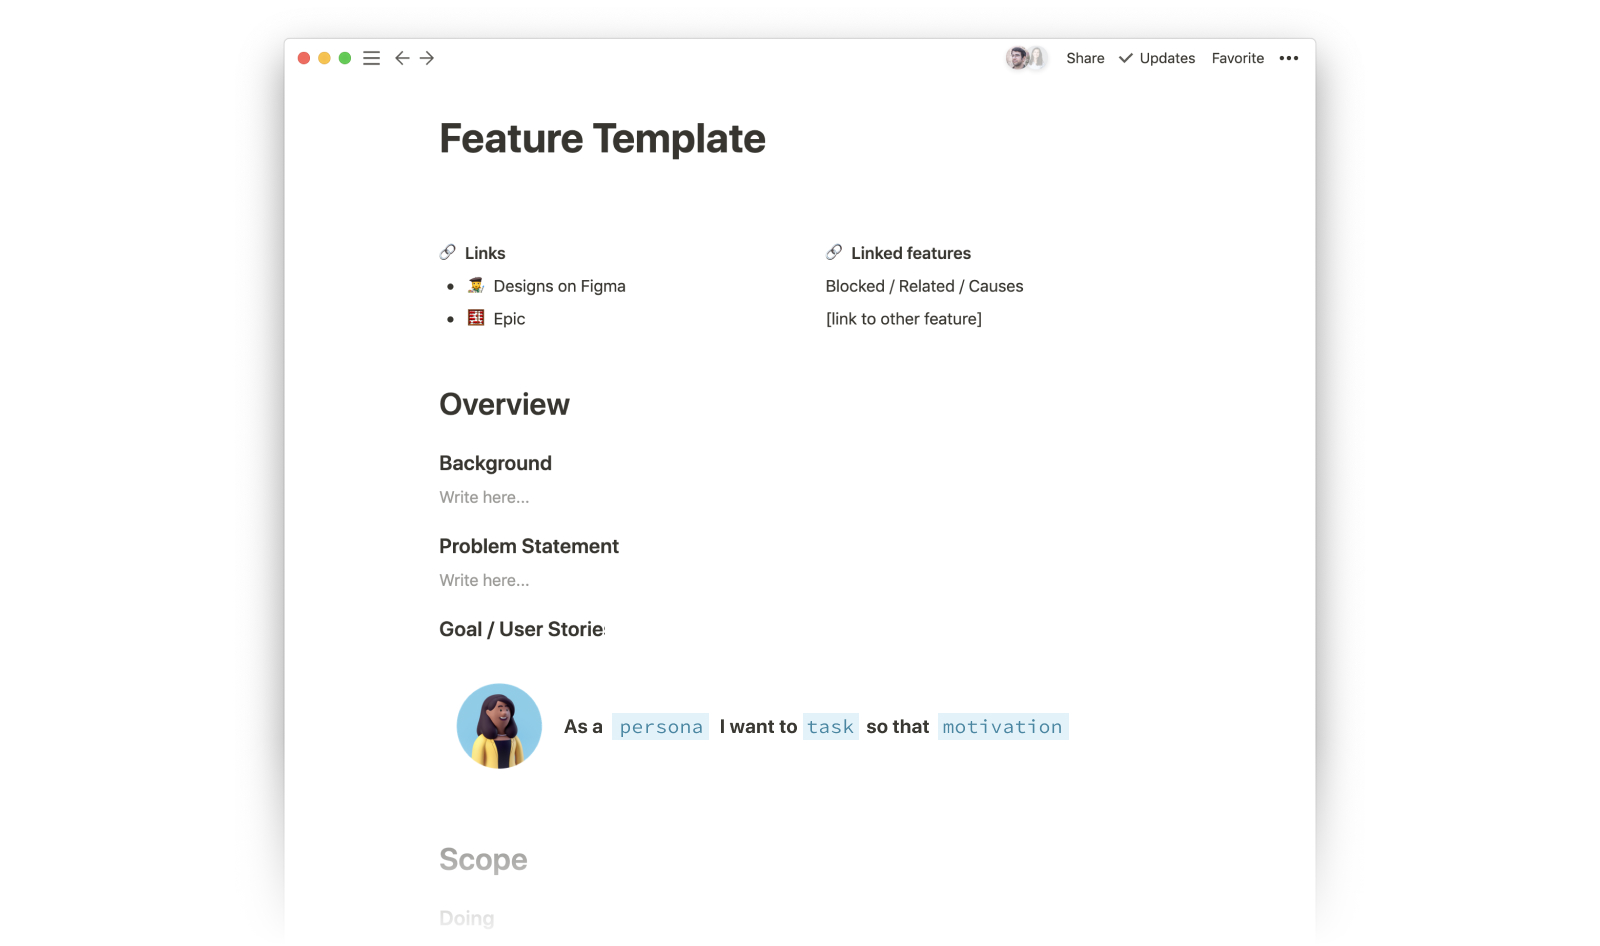 Share ✓ Updates Favorite •••
Feature Template
🔗 Links
• 👩‍🎨 Designs on Figma
• Epic
🔗 Linked features
Blocked / Related / Causes
[link to other feature]
Overview
Background
Write here...
Problem Statement
Write here...
Goal / User Stories
As a persona I want to task so that motivation
Scope
Doing